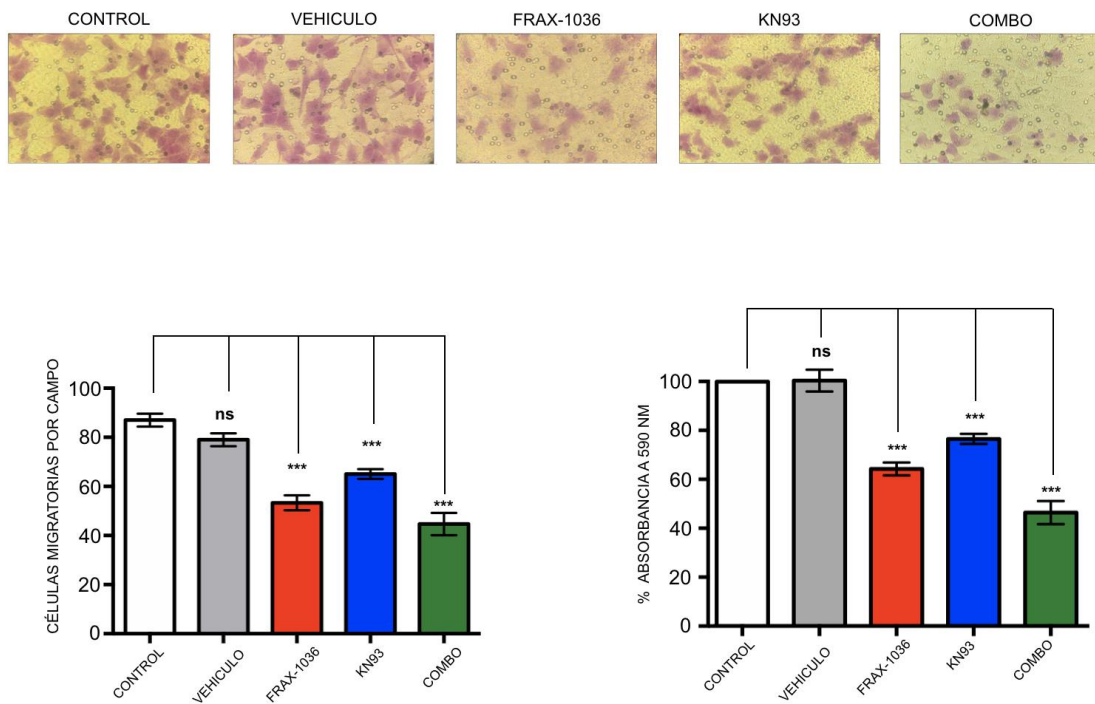 CONTROL
VEHICULO
FRAX-1036
KN93
COMBO
CÉLULAS MIGRATORIAS POR CAMPO
100
80
60
40
20
0
ns
***
***
***
CONTROL
VEHICULO
FRAX-1036
KN93
COMBO
% ABSORBANCIA A 590 NM
100
80
60
40
20
0
ns
***
***
***
CONTROL
VEHICULO
FRAX-1036
KN93
COMBO